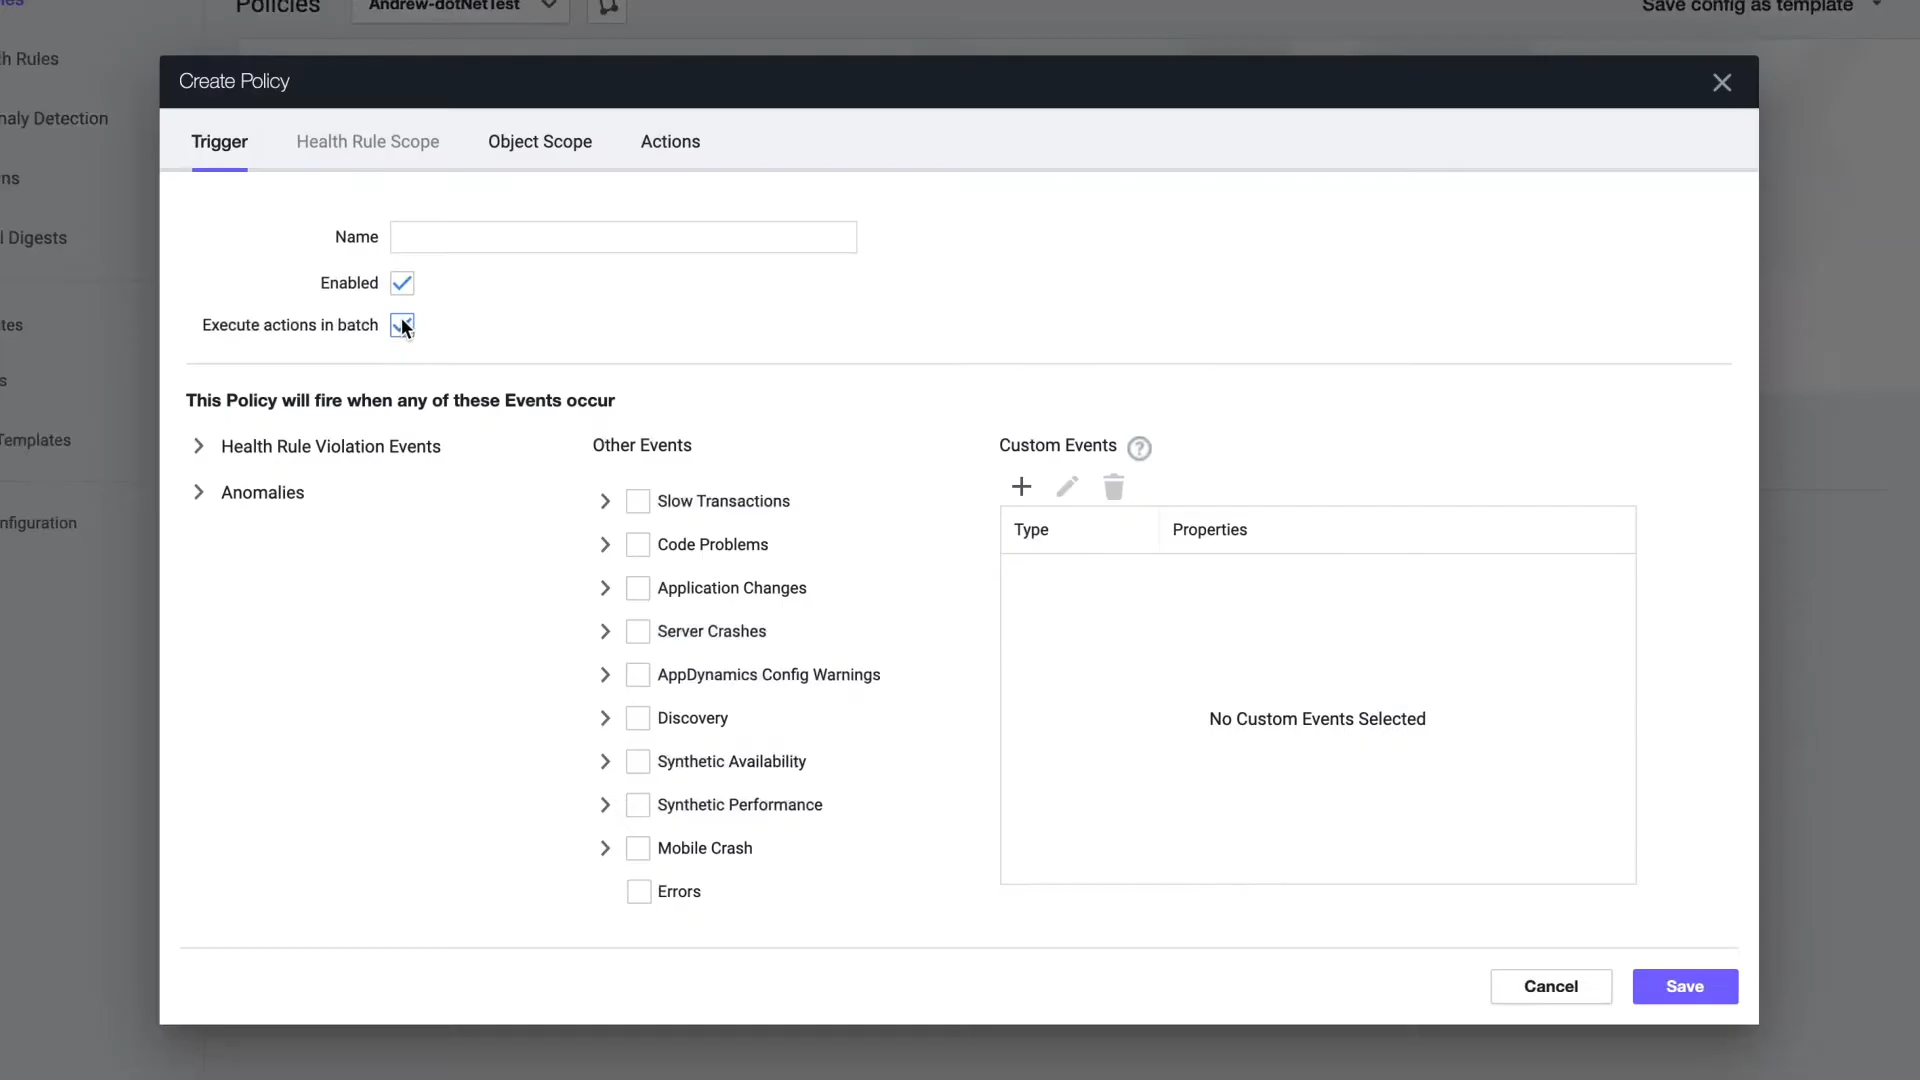 Policies
Andrew-dotNetTest
Save config as template
h Rules
naly Detection
ns
l Digests
tes
s
Templates
nfiguration
Create Policy
Trigger
Health Rule Scope
Object Scope
Actions
Name
Enabled
Execute actions in batch
This Policy will fire when any of these Events occur
Health Rule Violation Events
Anomalies
Other Events
Slow Transactions
Code Problems
Application Changes
Server Crashes
AppDynamics Config Warnings
Discovery
Synthetic Availability
Synthetic Performance
Mobile Crash
Errors
Custom Events ?
Type Properties
No Custom Events Selected
Cancel
Save